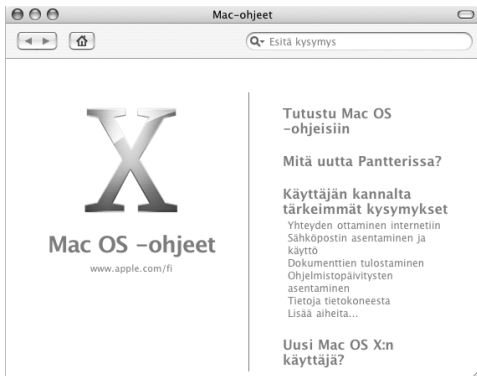 Mac-ohjeet
Esitä kysymys
X
Mac OS -ohjeet
www.apple.com/fi
Tutustu Mac OS
-ohjeisiin
Mitä uutta Pantterissa?
Käyttäjän kannalta
tärkeimmät kysymykset
Yhteyden ottaminen internetiin
Sähköpostin asentaminen ja
käyttö
Dokumenttien tulostaminen
Ohjelmistopäivitysten
asentaminen
Tietoja tietokoneesta
Lisää aiheita...
Uusi Mac OS X:n
käyttäjä?